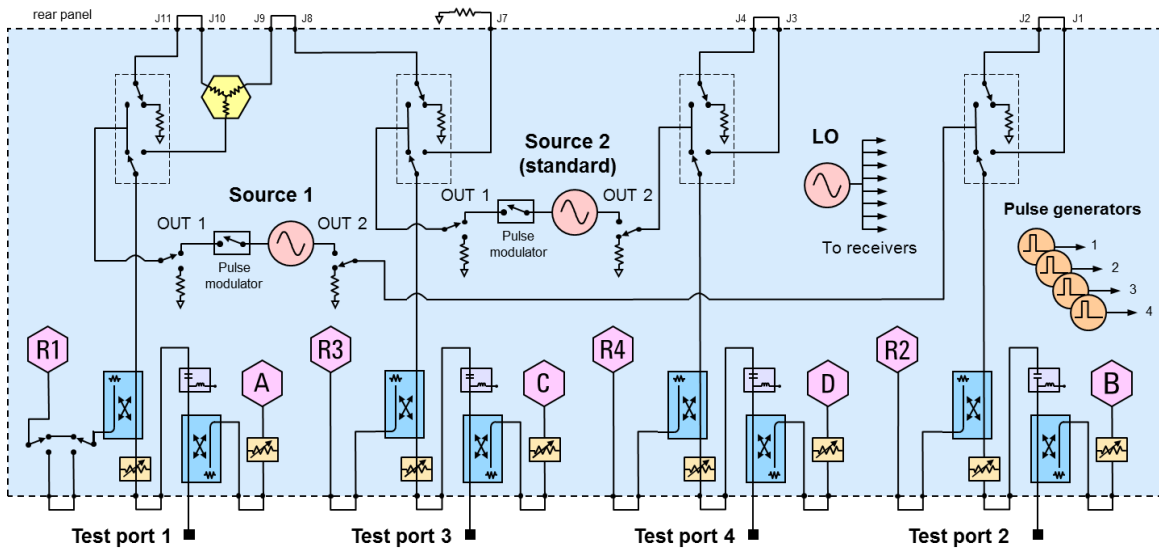 rear panel
J11 J10 J9 J8 J7 J4 J3 J2 J1
Source 2
(standard)
LO
Source 1
OUT 1
OUT 2
OUT 1
OUT 2
Pulse
modulator
Pulse
modulator
To receivers
Pulse generators
1
2
3
4
R1
A
R3
C
R4
D
R2
B
Test port 1
Test port 3
Test port 4
Test port 2